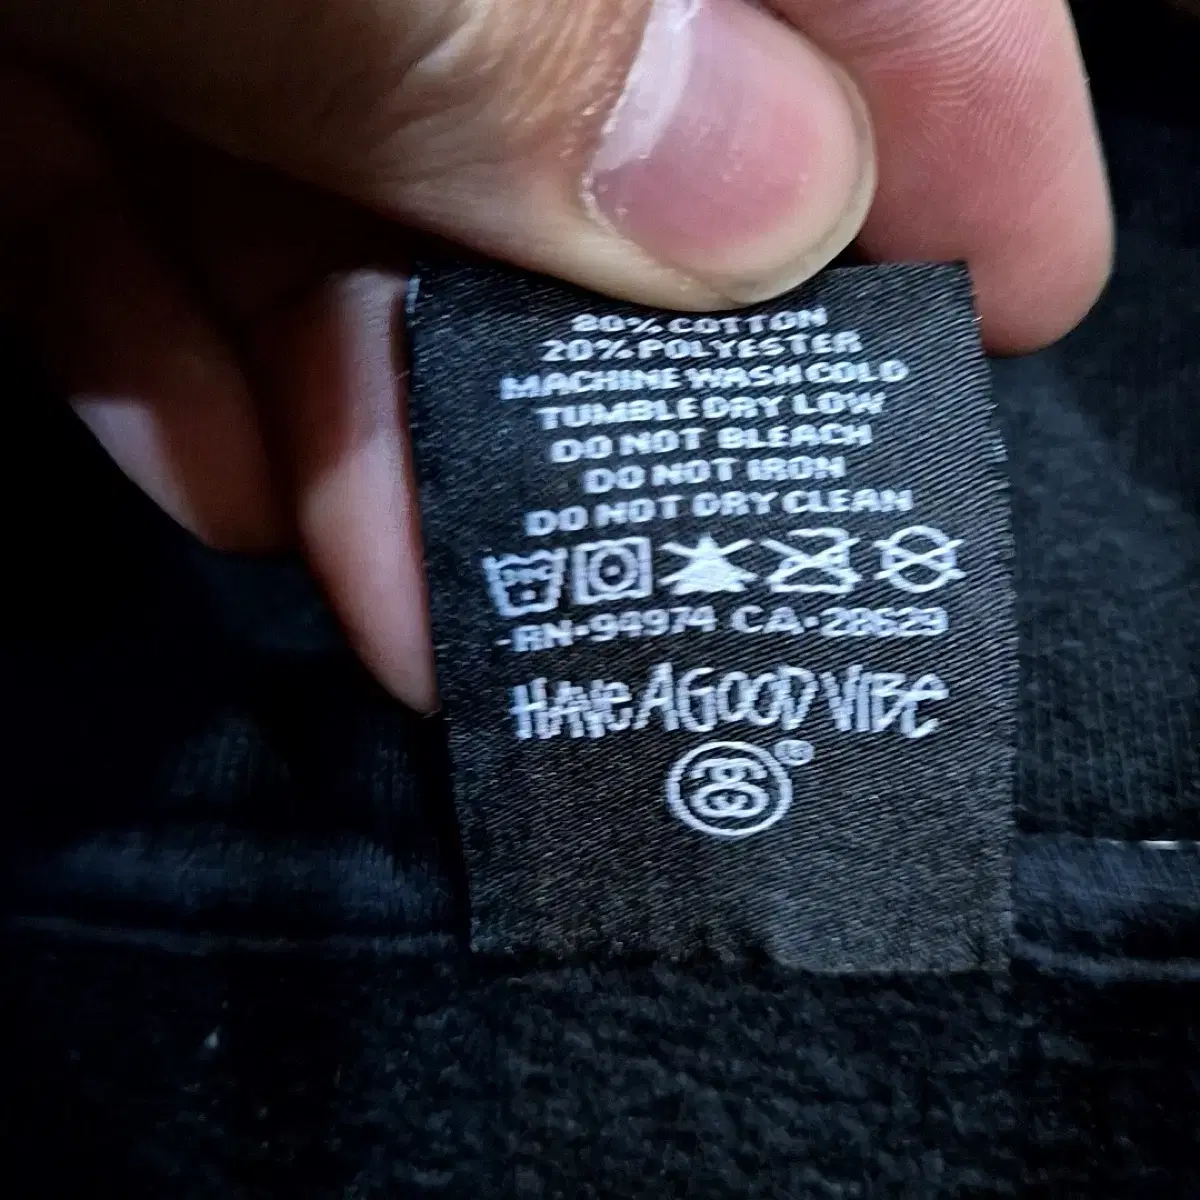 80% COTTON
20% POLYESTER
MACHINE WASH COLD
TUMBLE DRY LOW
DO NOT BLEACH
DO NOT IRON
DO NOT DRY CLEAN
RN•94974 CA•28623
HAVE A GOOD VIBE
®